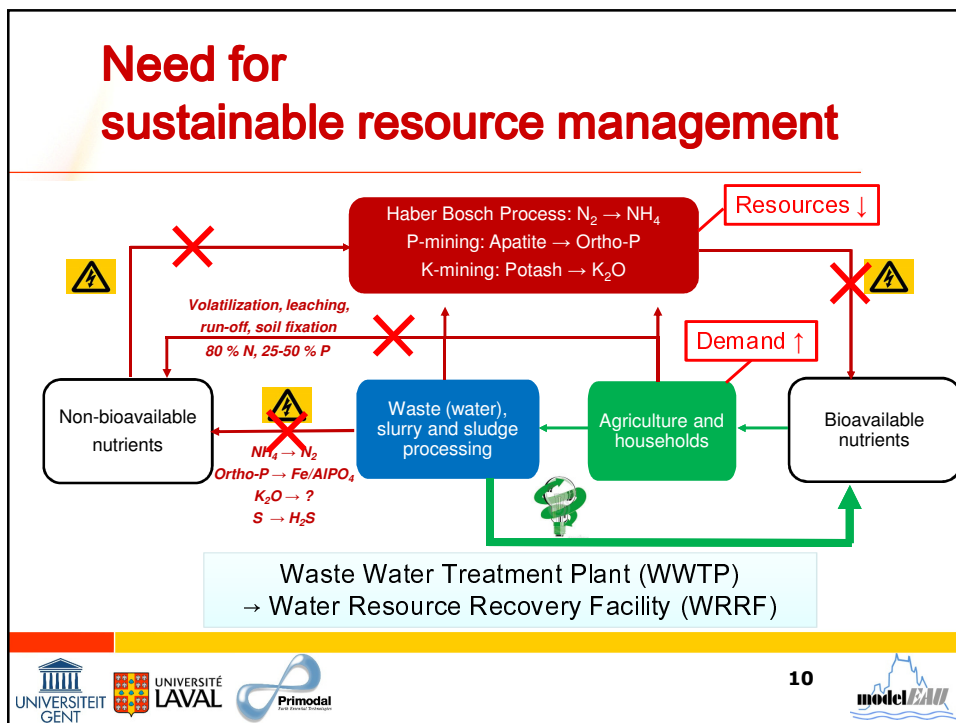 Need for
sustainable resource management
Haber Bosch Process: N₂ → NH₄
P-mining: Apatite → Ortho-P
K-mining: Potash → K₂O
Resources ↓
Volatilization, leaching,
run-off, soil fixation
80 % N, 25-50 % P
Demand ↑
Non-bioavailable
nutrients
Waste (water),
slurry and sludge
processing
Agriculture and
households
Bioavailable
nutrients
NH₄ → N₂
Ortho-P → Fe/AlPO₄
K₂O → ?
S → H₂S
Waste Water Treatment Plant (WWTP)
→ Water Resource Recovery Facility (WRRF)
UNIVERSITEIT
GENT
UNIVERSITÉ
LAVAL
Primodal
10
modelEAU